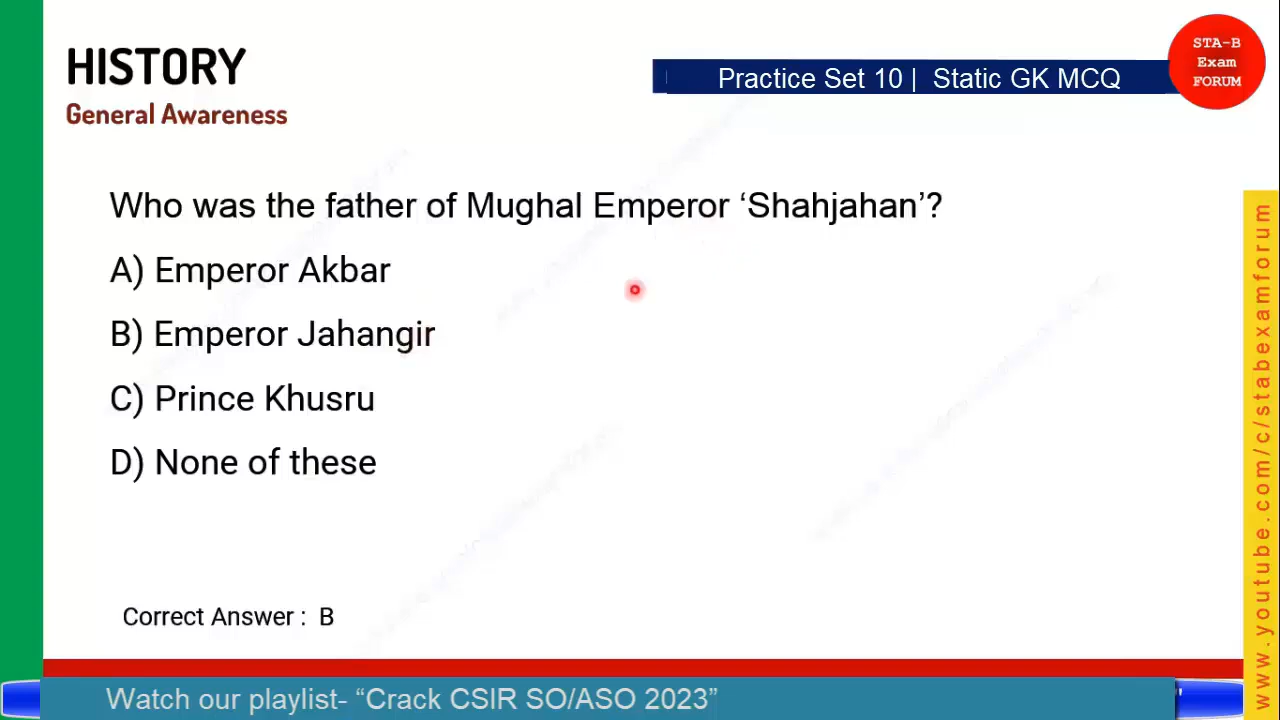 HISTORY
General Awareness
Practice Set 10 | Static GK MCQ
STA-B
Exam
FORUM
Who was the father of Mughal Emperor ‘Shahjahan’?
A) Emperor Akbar
B) Emperor Jahangir
C) Prince Khusru
D) None of these
Correct Answer : B
Watch our playlist- “Crack CSIR SO/ASO 2023”
www.youtube.com/c/stabexamforum